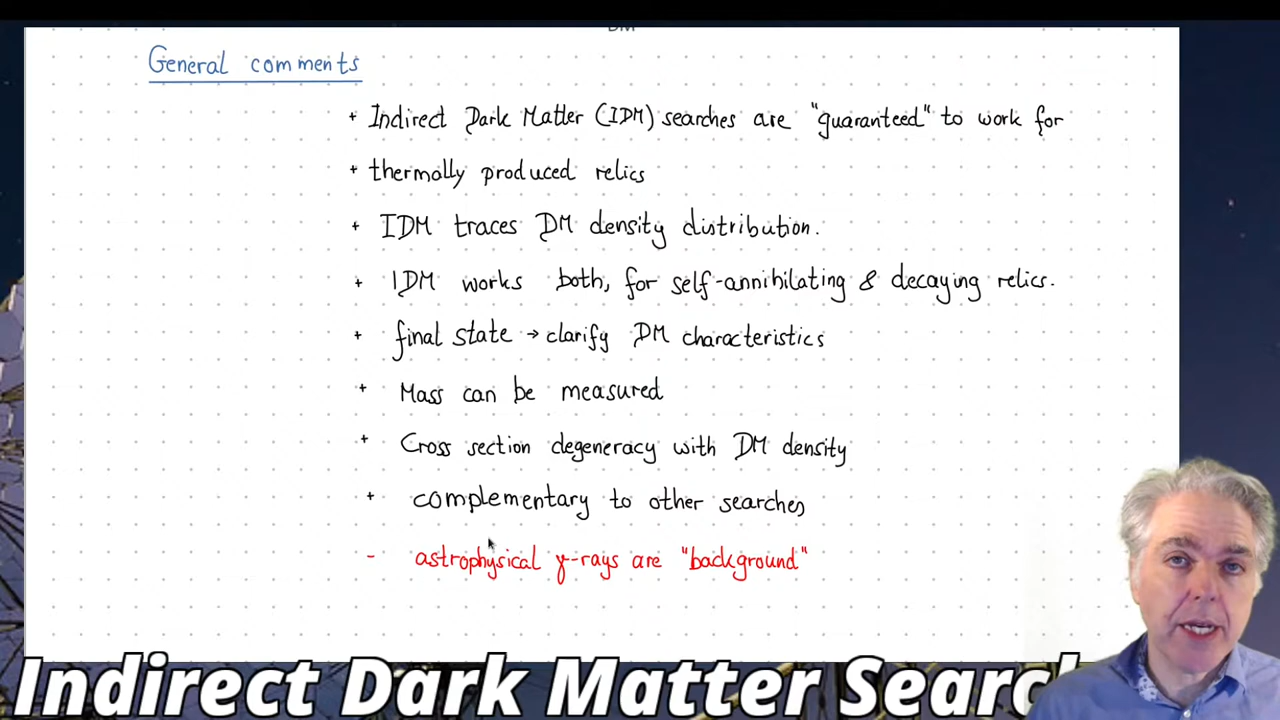 DM
General comments
+ Indirect Dark Matter (IDM) searches are "guaranteed" to work for
+ thermally produced relics
+ IDM traces DM density distribution.
+ IDM works both, for self-annihilating & decaying relics.
+ final state → clarify DM characteristics
+ Mass can be measured
+ Cross section degeneracy with DM density
+ complementary to other searches
- astrophysical γ-rays are "background"
Indirect Dark Matter Searc